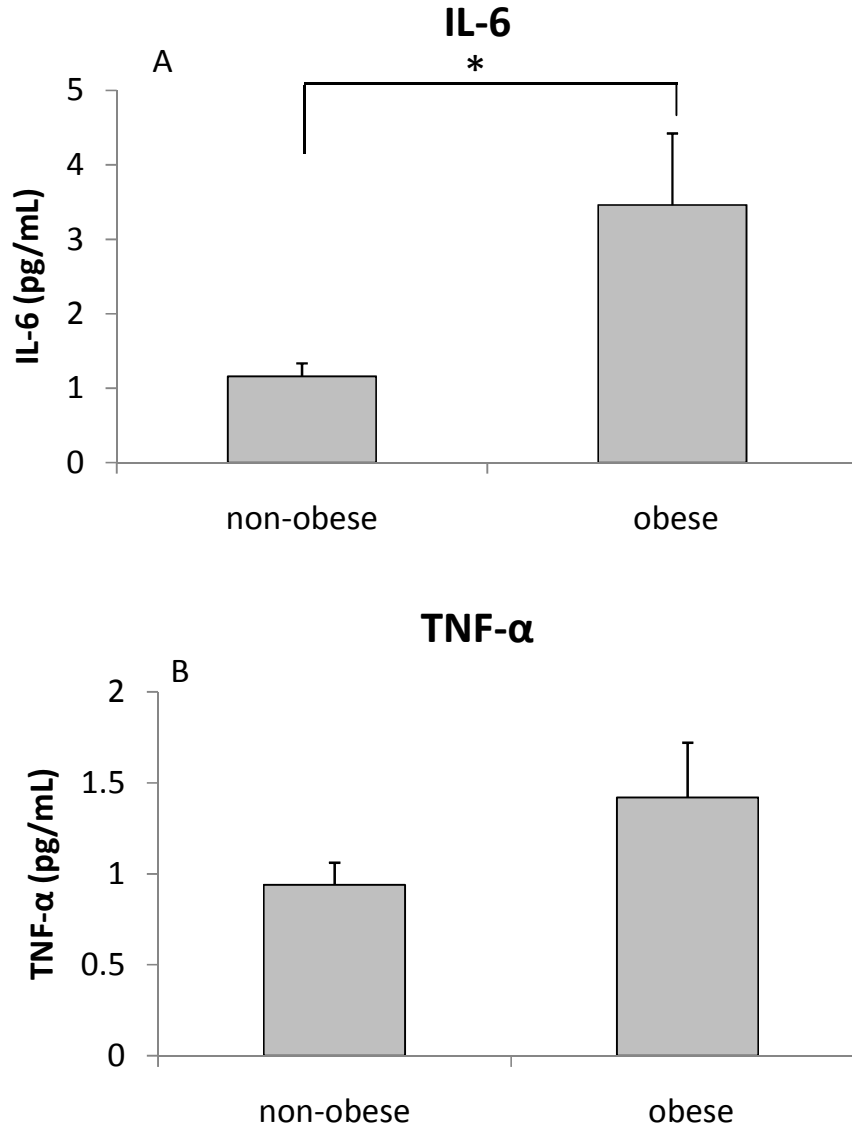 IL-6
A
*
5
4
3
2
1
0
IL-6 (pg/mL)
non-obese obese
TNF-α
B
2
1.5
1
0.5
0
TNF-α (pg/mL)
non-obese obese